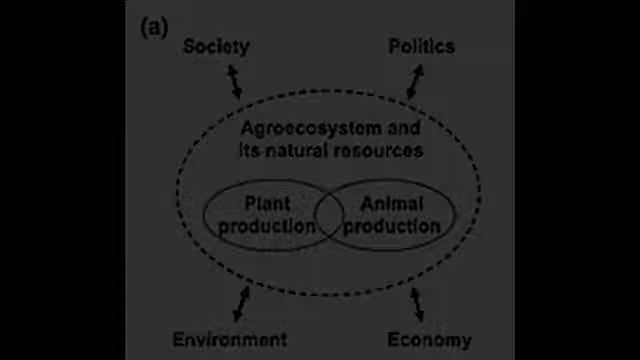 (a)
Society
Politics
Agroecosystem and
its natural resources
Plant
production
Animal
production
Environment
Economy